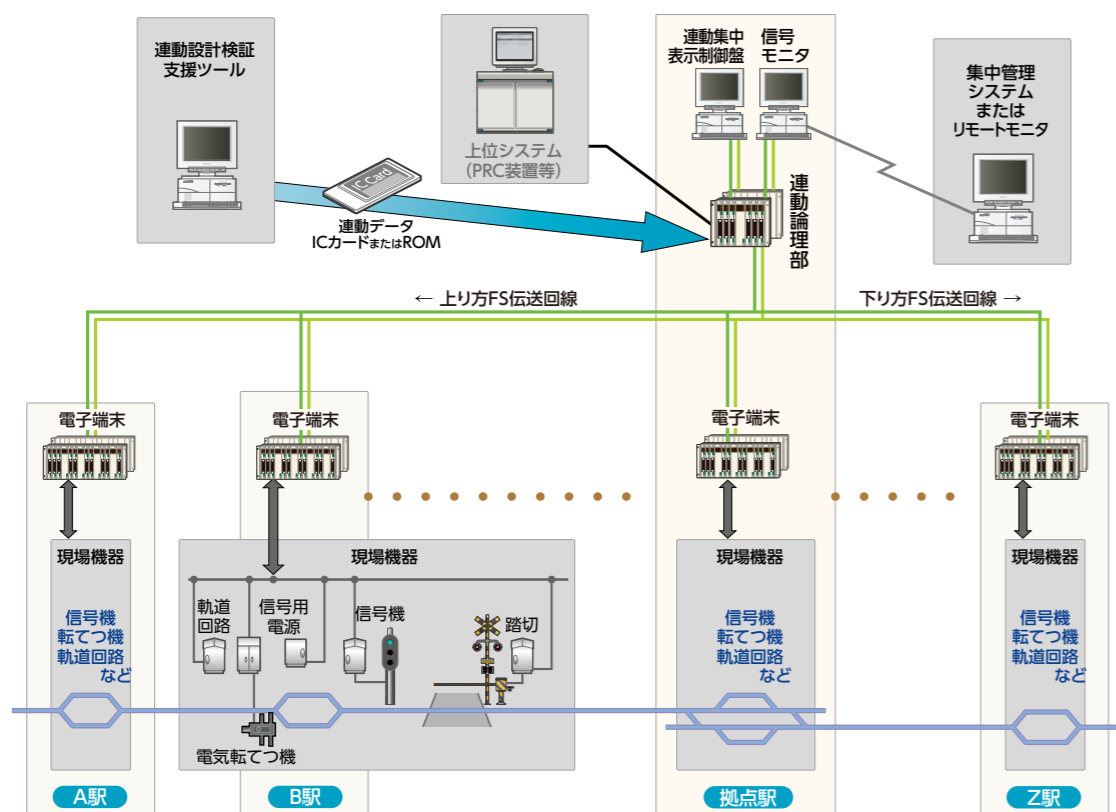 連動設計検証
支援ツール
IC Card
連動データ
ICカードまたはROM
上位システム
(PRC装置等)
連動集中
表示制御盤
信号
モニタ
連動論理部
集中管理
システム
または
リモートモニタ
← 上り方FS伝送回線
下り方FS伝送回線 →
電子端末
電子端末
電子端末
電子端末
現場機器
信号機
転てつ機
軌道回路
など
現場機器
軌道
回路
信号用
電源
信号機
踏切
電気転てつ機
現場機器
信号機
転てつ機
軌道回路
など
現場機器
信号機
転てつ機
軌道回路
など
A駅
B駅
拠点駅
Z駅